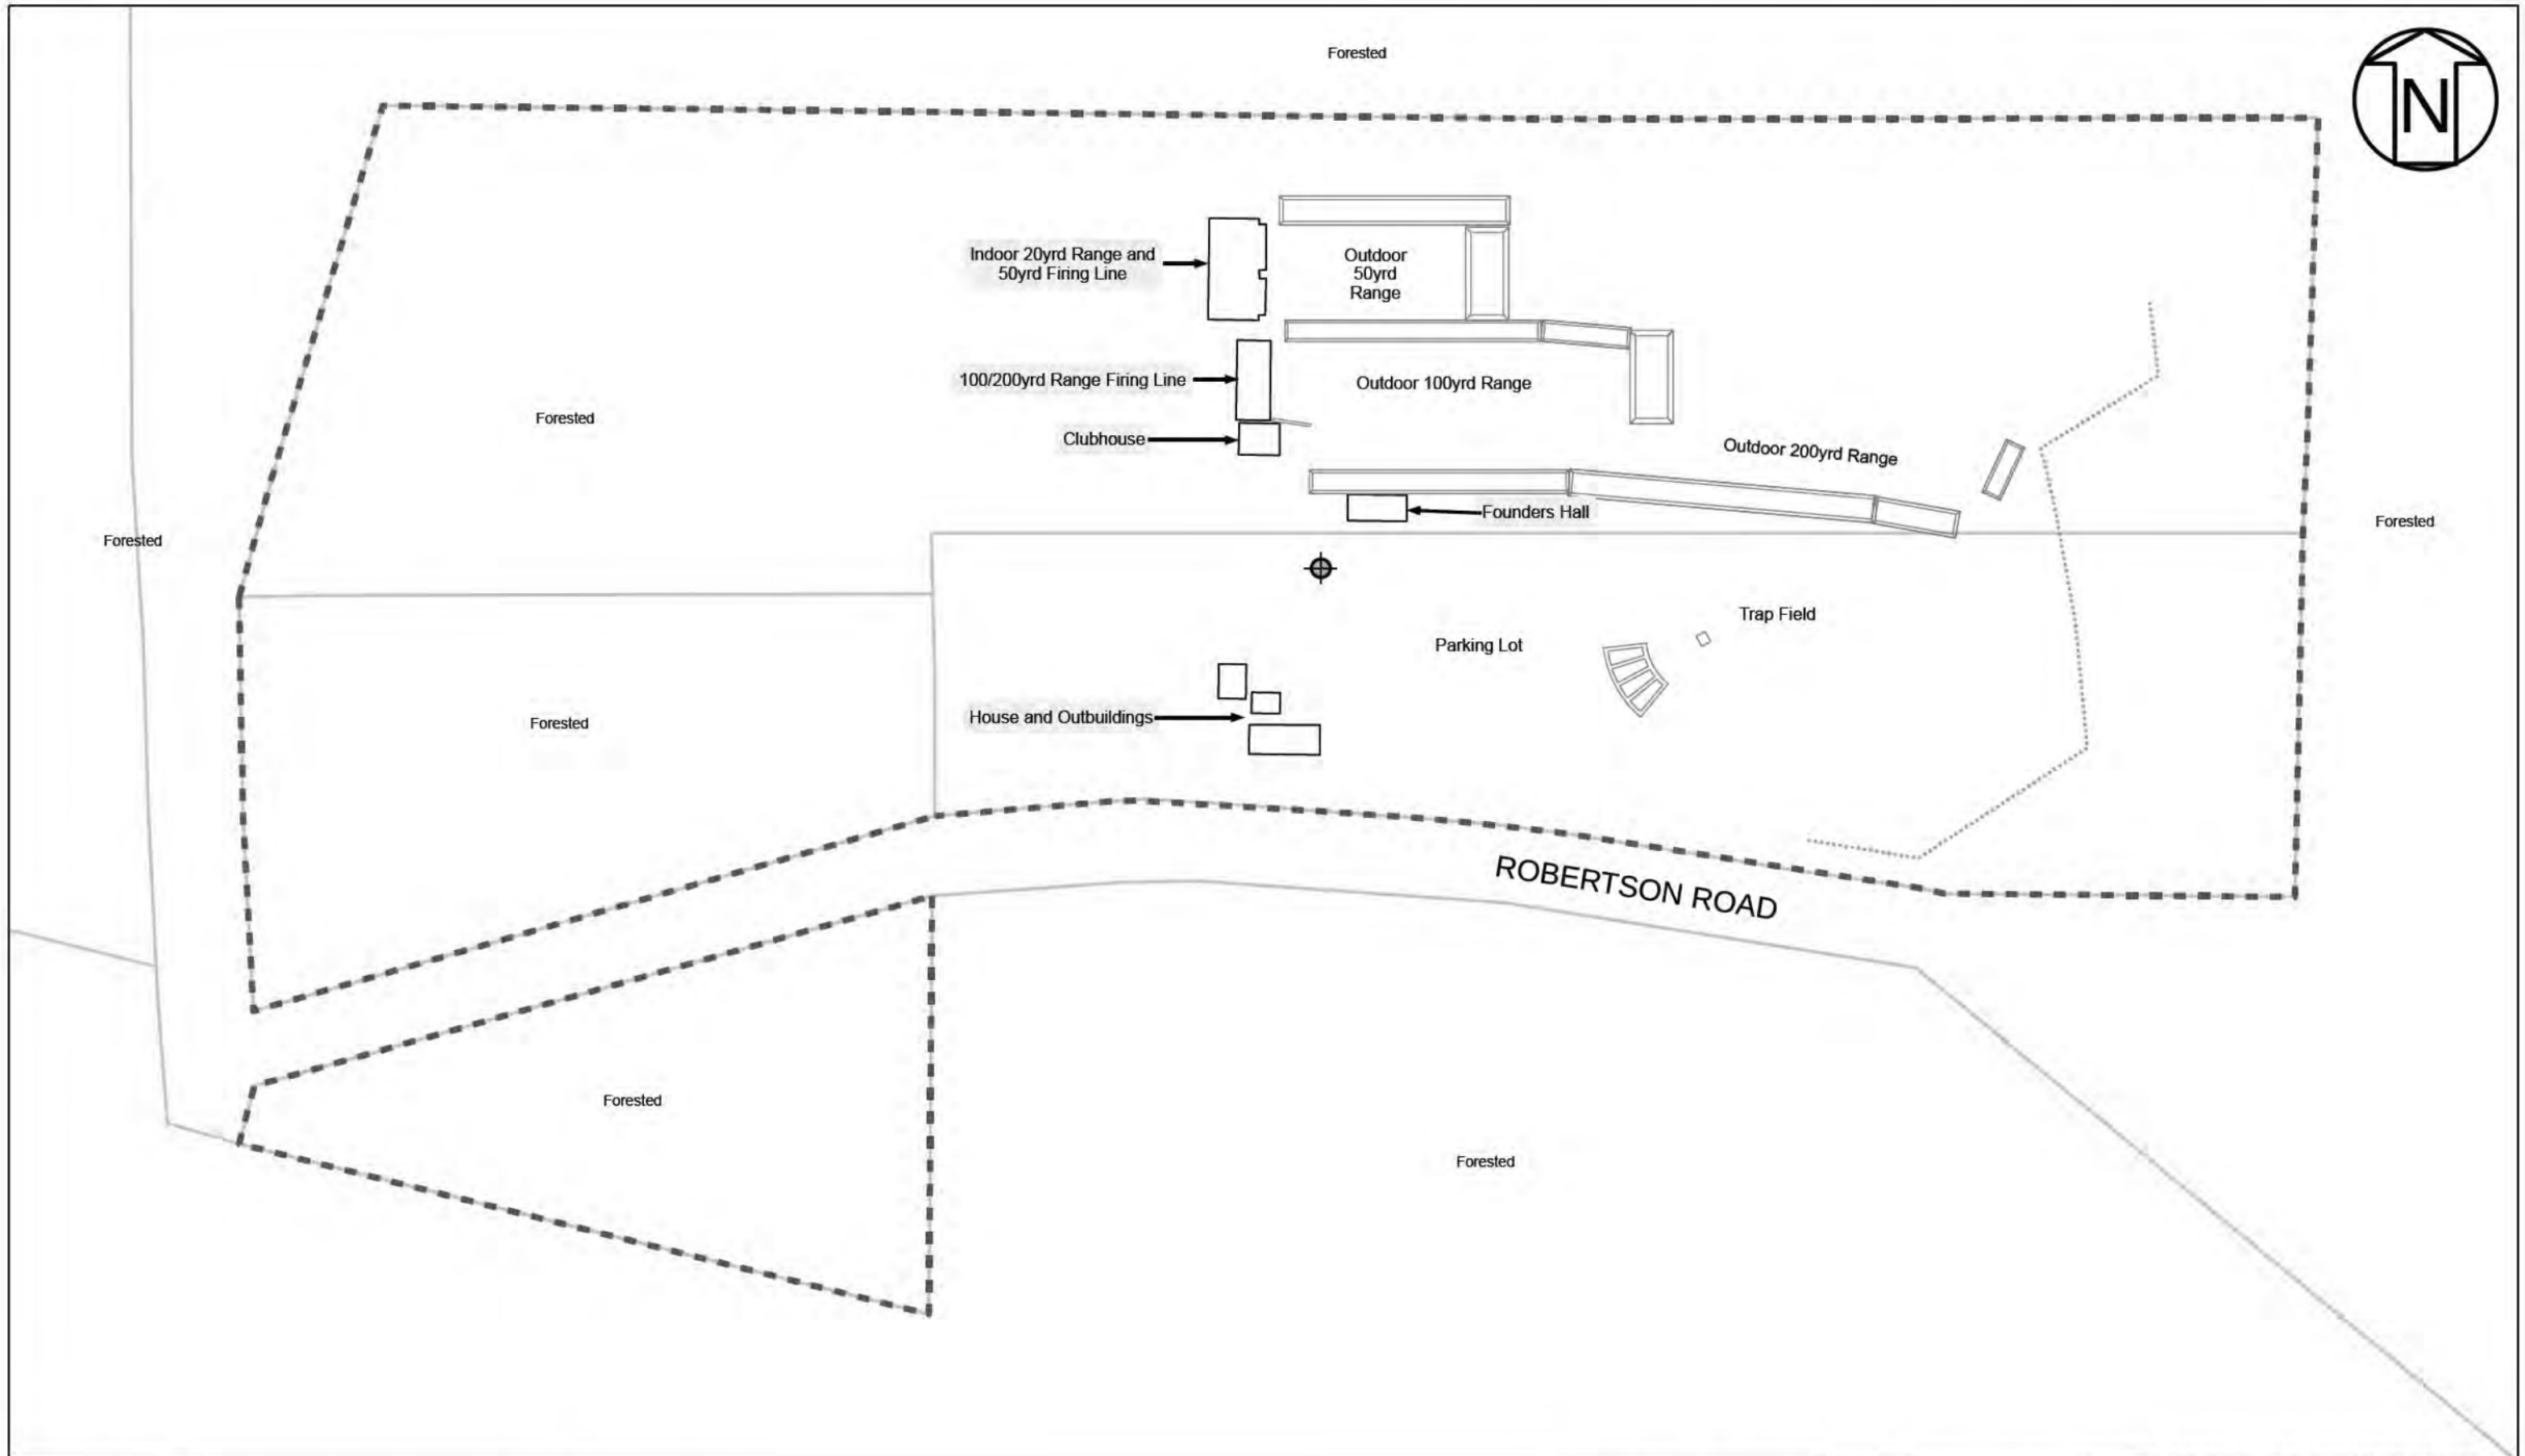 Forested
N
Indoor 20yrd Range and
50yrd Firing Line
Outdoor
50yrd
Range
100/200yrd Range Firing Line
Outdoor 100yrd Range
Forested
Clubhouse
Outdoor 200yrd Range
Founders Hall
Forested
Forested
Trap Field
Parking Lot
House and Outbuildings
Forested
ROBERTSON ROAD
Forested
Forested